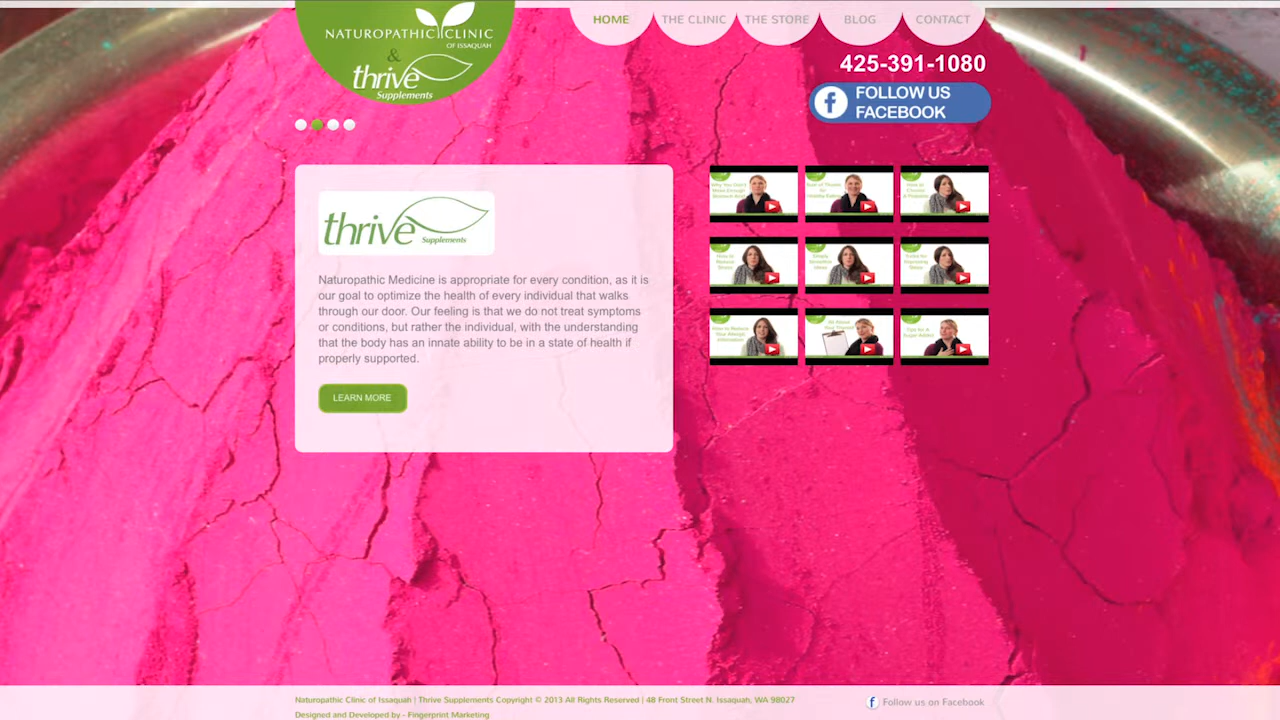 HOME
THE CLINIC
THE STORE
BLOG
CONTACT
NATUROPATHIC CLINIC
OF ISSAQUAH
&
thrive
Supplements
425-391-1080
FOLLOW US
FACEBOOK
thrive
Supplements
Naturopathic Medicine is appropriate for every condition, as it is
our goal to optimize the health of every individual that walks
through our door. Our feeling is that we do not treat symptoms
or conditions, but rather the individual, with the understanding
that the body has an innate ability to be in a state of health if
properly supported.
LEARN MORE
Naturopathic Clinic of Issaquah | Thrive Supplements Copyright © 2013 All Rights Reserved | 48 Front Street N. Issaquah, WA 98027
Designed and Developed by - Fingerprint Marketing
Follow us on Facebook